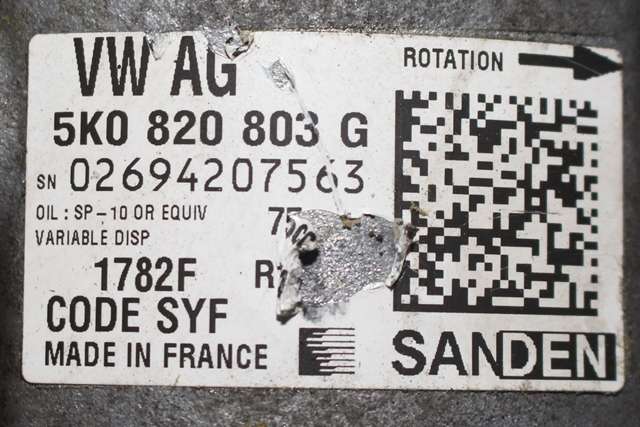 VW AG
ROTATION
5K0 820 803 G
SN 02694207563
OIL : SP-10 OR EQUIV
VARIABLE DISP
1782F
CODE SYF
MADE IN FRANCE
SANDEN